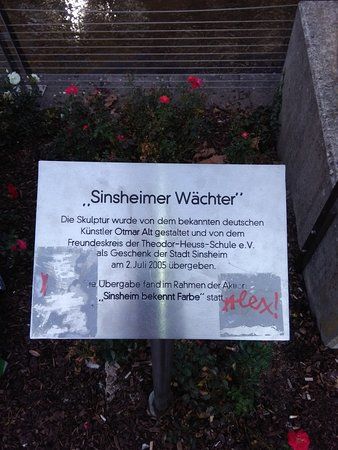 „Sinsheimer Wächter"
Die Skulptur wurde von dem bekannten deutschen
Künstler Otmar Alt gestaltet und von dem
Freundeskreis der Theodor-Heuss-Schule e.V.
als Geschenk der Stadt Sinsheim
am 2. Juli 2005 übergeben.
Übergabe fand im Rahmen der
„Sinsheim bekennt Farbe" statt
Alex!